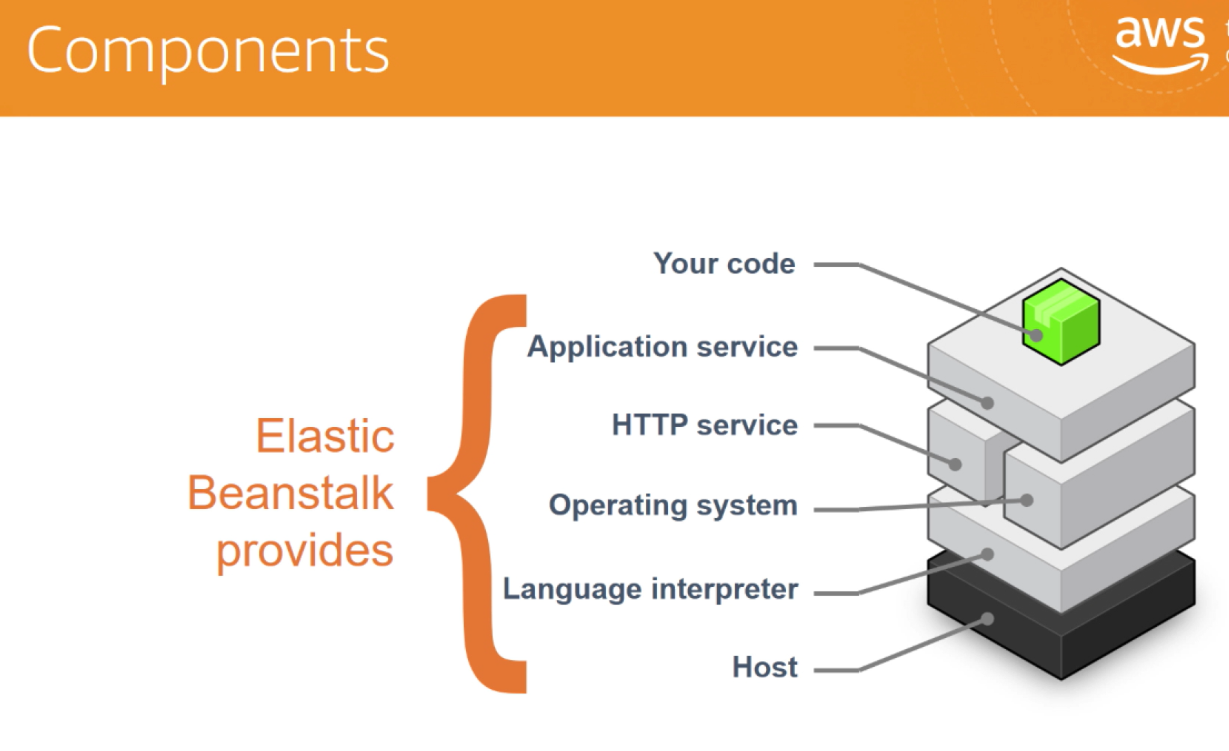 Components
aws
Your code
Application service
HTTP service
Operating system
Language interpreter
Host
Elastic
Beanstalk
provides